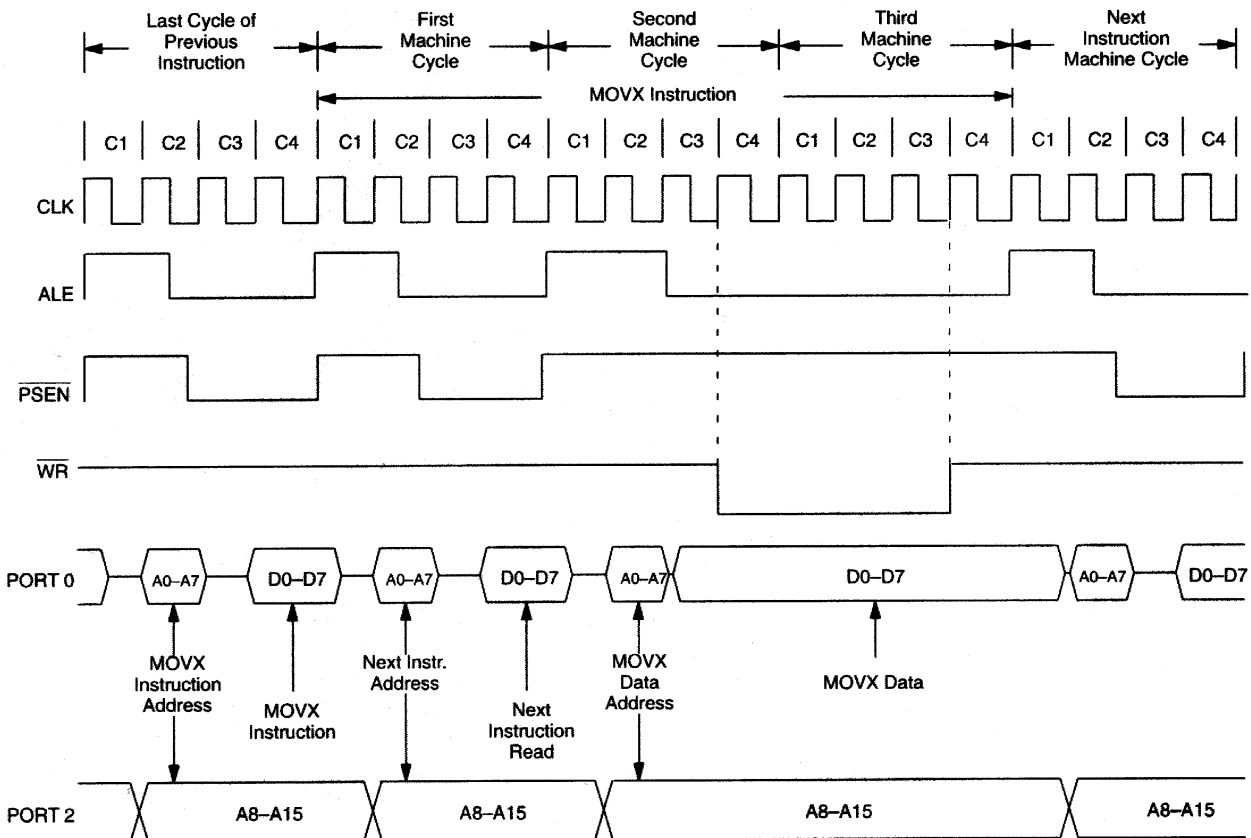 Last Cycle of
Previous
Instruction
First
Machine
Cycle
Second
Machine
Cycle
Third
Machine
Cycle
Next
Instruction
Machine Cycle
MOVX Instruction
C1 C2 C3 C4 C1 C2 C3 C4 C1 C2 C3 C4 C1 C2 C3 C4 C1 C2 C3 C4
CLK
ALE
PSEN
WR
PORT 0 A0–A7 D0–D7 A0–A7 D0–D7 A0–A7 D0–D7 A0–A7 D0–D7
MOVX
Instruction
Address
MOVX
Instruction
Next Instr.
Address
Next
Instruction
Read
MOVX
Data
Address
MOVX Data
PORT 2 A8–A15 A8–A15 A8–A15 A8–A15